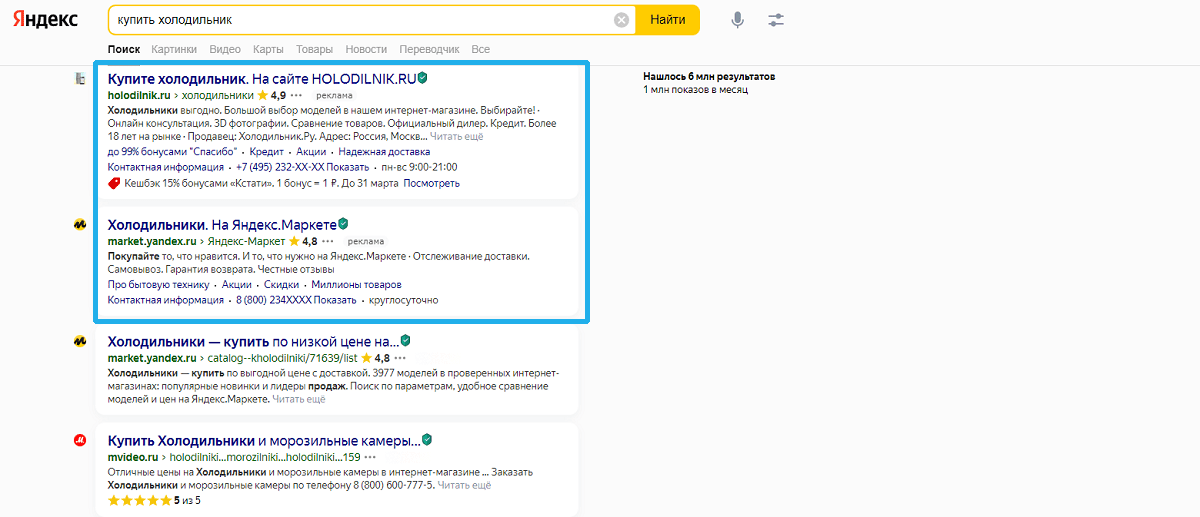 Яндекс
купить холодильник
Найти
Поиск Картинки Видео Карты Товары Новости Переводчик Все
Купите холодильник. На сайте HOLODILNIK.RU
holodilnik.ru › холодильники 4,9 ··· реклама
Холодильники выгодно. Большой выбор моделей в нашем интернет-магазине. Выбирайте! ·
Онлайн консультация. 3D фотографии. Сравнение товаров. Официальный дилер. Кредит. Более
18 лет на рынке · Продавец: Холодильник.Ру. Адрес: Россия, Москв... Читать ещё
до 99% бонусами "Спасибо" · Кредит · Акции · Надежная доставка
Контактная информация · +7 (495) 232-XX-XX Показать · пн-вс 9:00-21:00
Кешбэк 15% бонусами «Кстати». 1 бонус = 1 ₽. До 31 марта Посмотреть
Нашлось 6 млн результатов
1 млн показов в месяц
Холодильники. На Яндекс.Маркете
market.yandex.ru › Яндекс-Маркет 4,8 ··· реклама
Покупайте то, что нравится. И то, что нужно на Яндекс.Маркете · Отслеживание доставки.
Самовывоз. Гарантия возврата. Честные отзывы
Про бытовую технику · Акции · Скидки · Миллионы товаров
Контактная информация · 8 (800) 234XXXX Показать · круглосуточно
Холодильники — купить по низкой цене на...
market.yandex.ru › catalog--kholodilniki/71639/list 4,8 ···
Холодильники — купить по выгодной цене с доставкой. 3977 моделей в проверенных интернет-
магазинах: популярные новинки и лидеры продаж. Поиск по параметрам, удобное сравнение
моделей и цен на Яндекс.Маркете. Читать ещё
Купить Холодильники и морозильные камеры...
mvideo.ru › holodilniki...morozilniki...holodilniki...159 ···
Отличные цены на Холодильники и морозильные камеры в интернет-магазине ... Заказать
Холодильники и морозильные камеры по телефону 8 (800) 600-777-5. Читать ещё
5 из 5